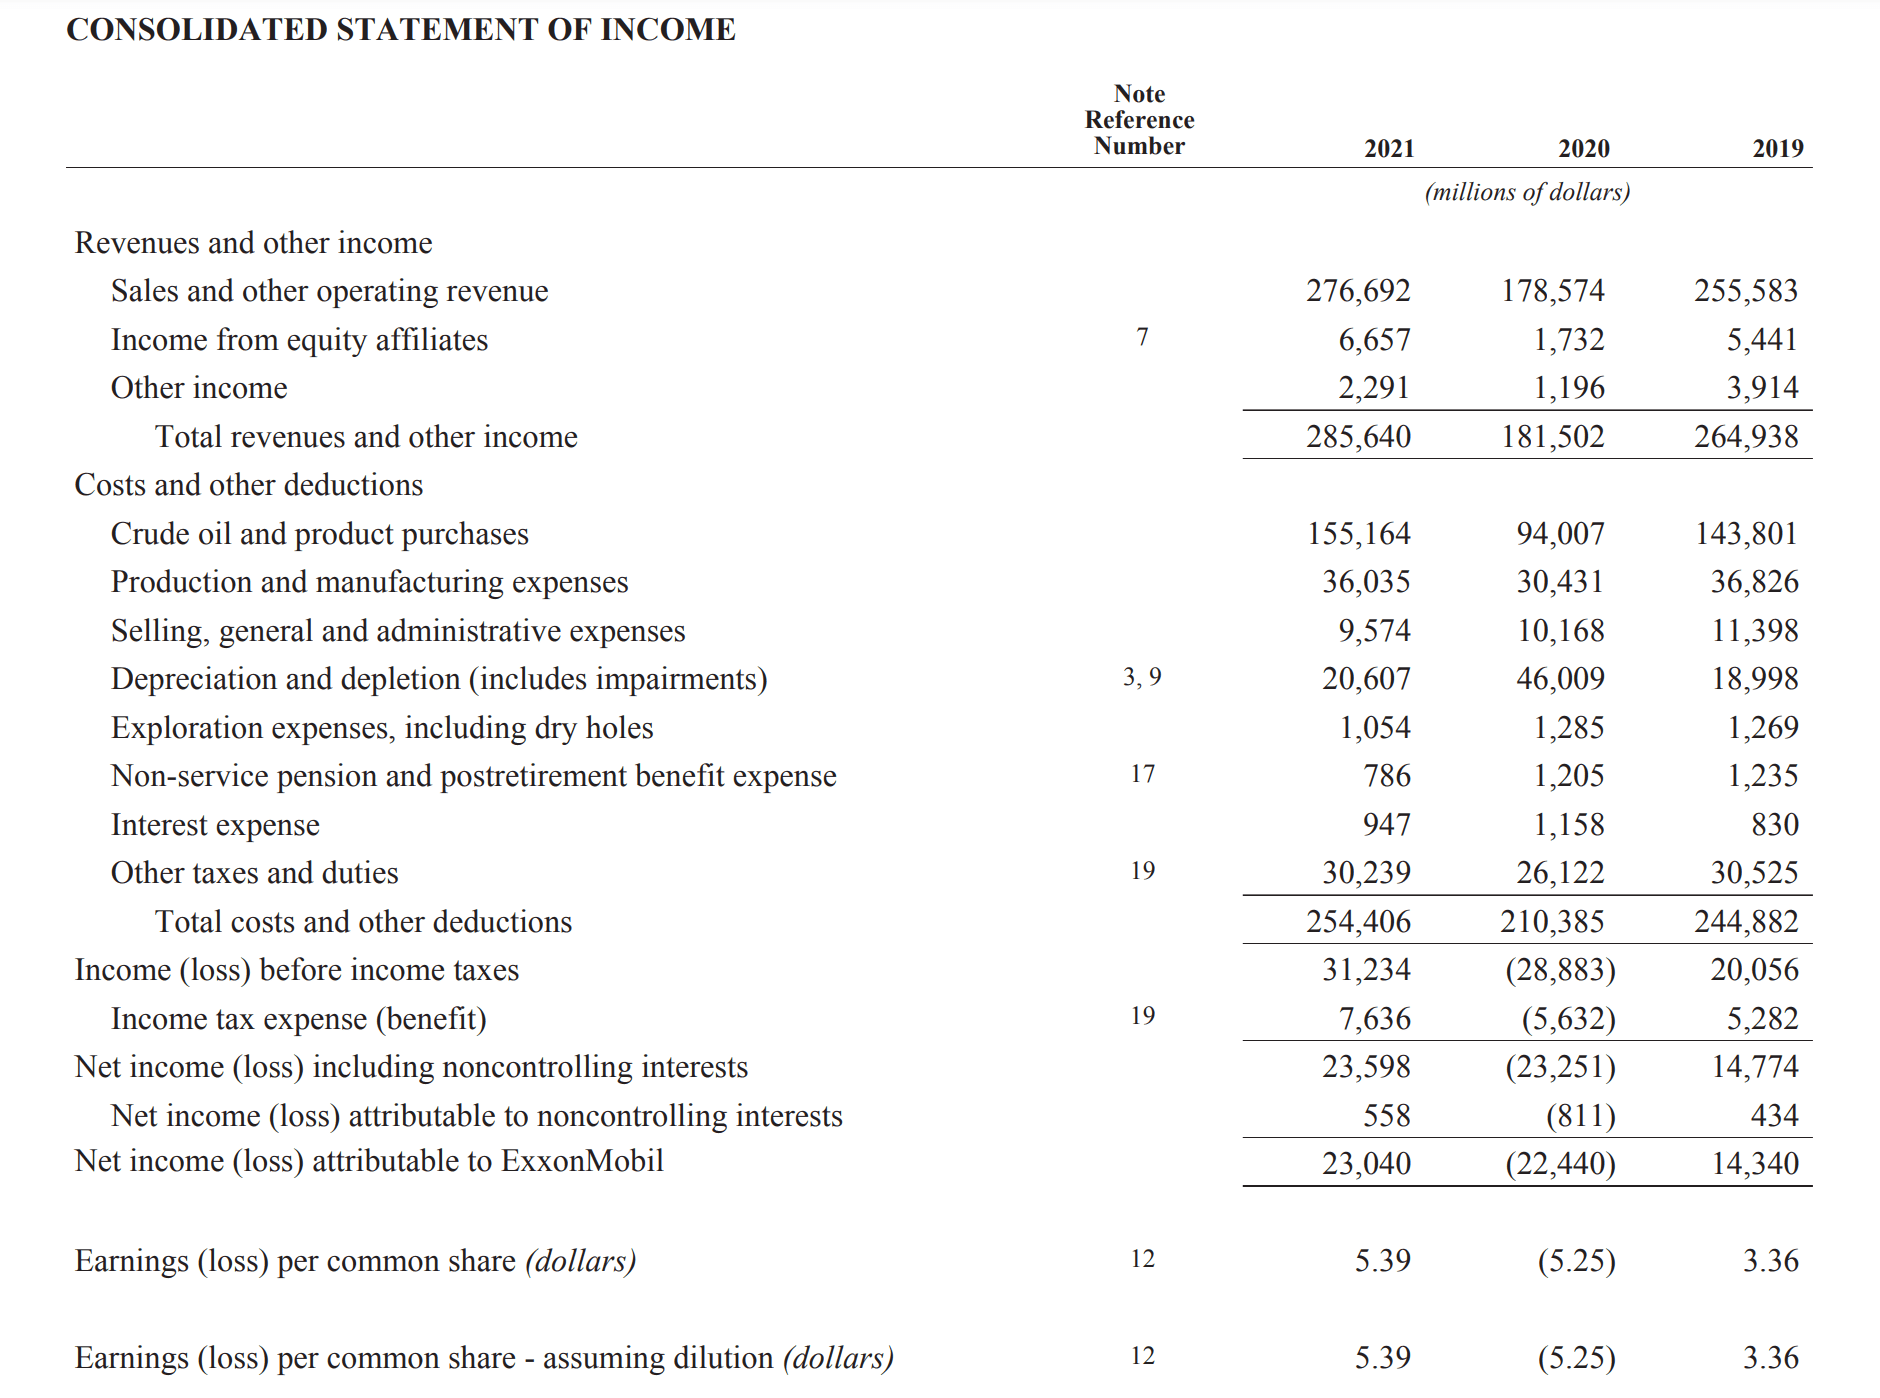 CONSOLIDATED STATEMENT OF INCOME
Note
Reference
Number 2021 2020 2019
(millions of dollars)
Revenues and other income
Sales and other operating revenue 276,692 178,574 255,583
Income from equity affiliates 7 6,657 1,732 5,441
Other income 2,291 1,196 3,914
Total revenues and other income 285,640 181,502 264,938
Costs and other deductions
Crude oil and product purchases 155,164 94,007 143,801
Production and manufacturing expenses 36,035 30,431 36,826
Selling, general and administrative expenses 9,574 10,168 11,398
Depreciation and depletion (includes impairments) 3, 9 20,607 46,009 18,998
Exploration expenses, including dry holes 1,054 1,285 1,269
Non-service pension and postretirement benefit expense 17 786 1,205 1,235
Interest expense 947 1,158 830
Other taxes and duties 19 30,239 26,122 30,525
Total costs and other deductions 254,406 210,385 244,882
Income (loss) before income taxes 31,234 (28,883) 20,056
Income tax expense (benefit) 19 7,636 (5,632) 5,282
Net income (loss) including noncontrolling interests 23,598 (23,251) 14,774
Net income (loss) attributable to noncontrolling interests 558 (811) 434
Net income (loss) attributable to ExxonMobil 23,040 (22,440) 14,340
Earnings (loss) per common share (dollars) 12 5.39 (5.25) 3.36
Earnings (loss) per common share - assuming dilution (dollars) 12 5.39 (5.25) 3.36